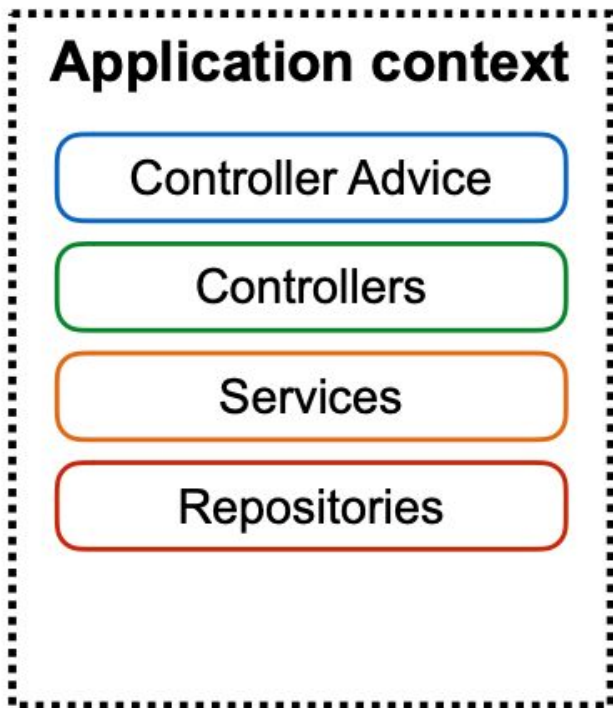 Application context
Controller Advice
Controllers
Services
Repositories